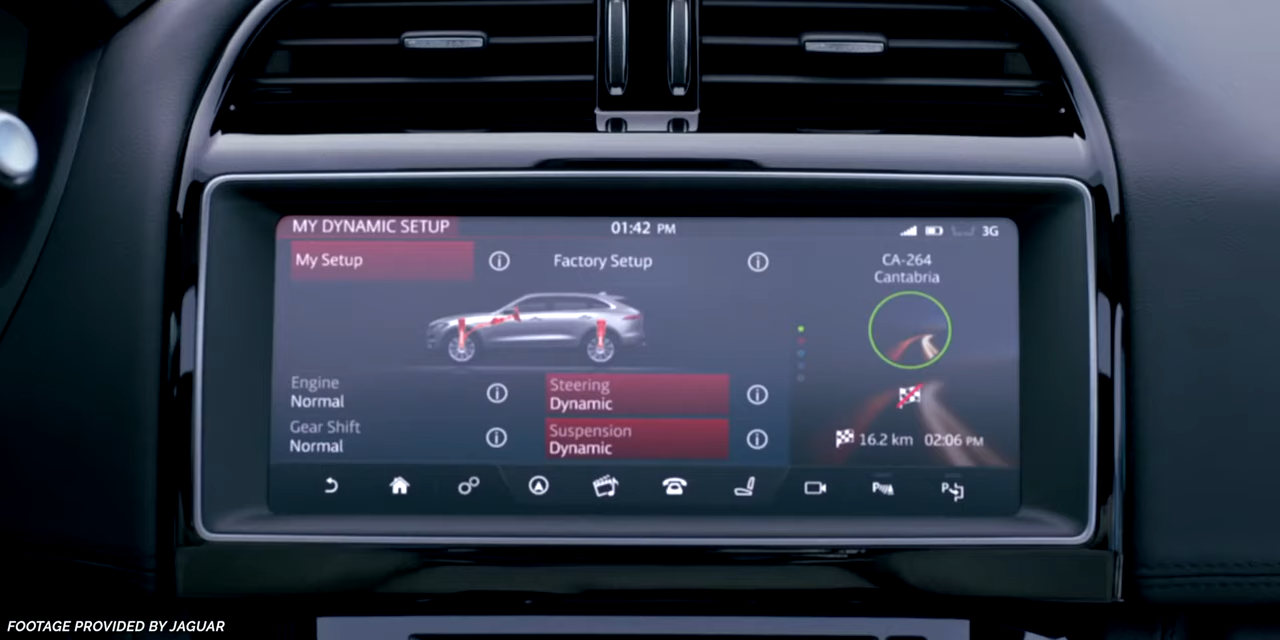 MY DYNAMIC SETUP
01:42 PM
3G
My Setup
Factory Setup
CA-264
Cantabria
Engine
Normal
Steering
Dynamic
Gear Shift
Normal
Suspension
Dynamic
16.2 km 02:06 PM
FOOTAGE PROVIDED BY JAGUAR